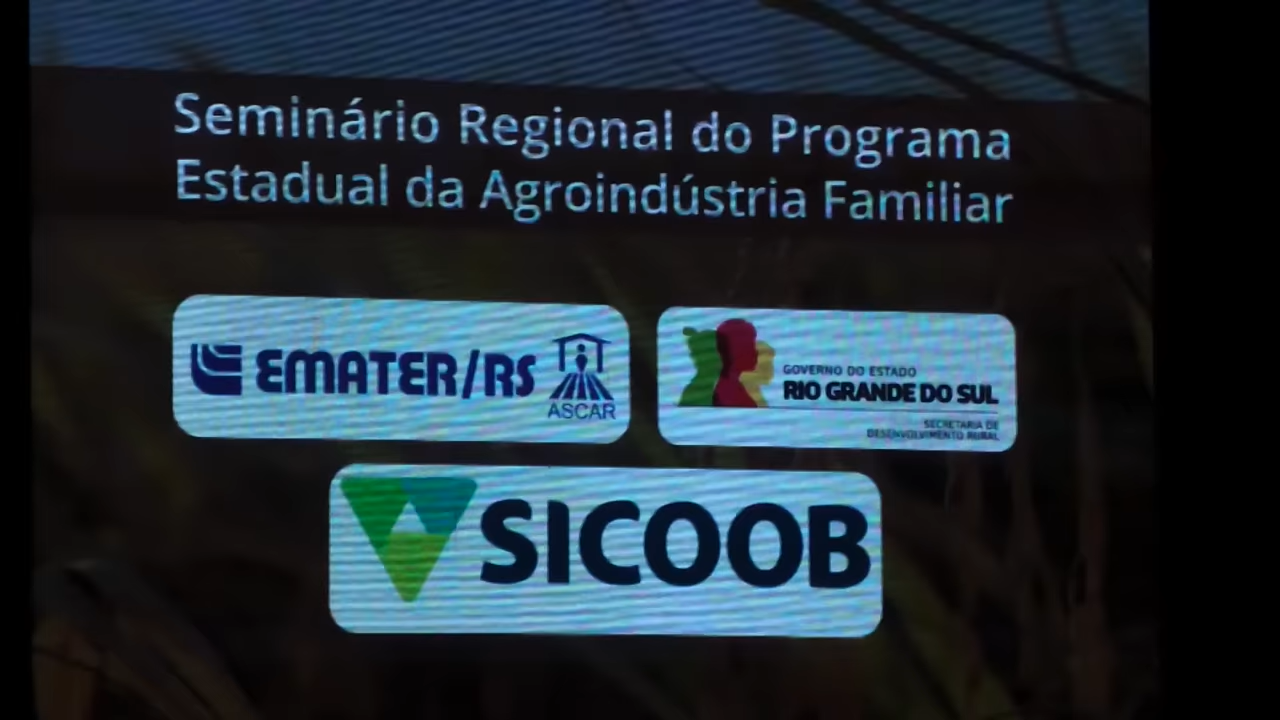 Seminário Regional do Programa
Estadual da Agroindústria Familiar
EMATER/RS
ASCAR
GOVERNO DO ESTADO
RIO GRANDE DO SUL
SECRETARIA DE
DESENVOLVIMENTO RURAL
SICOOB